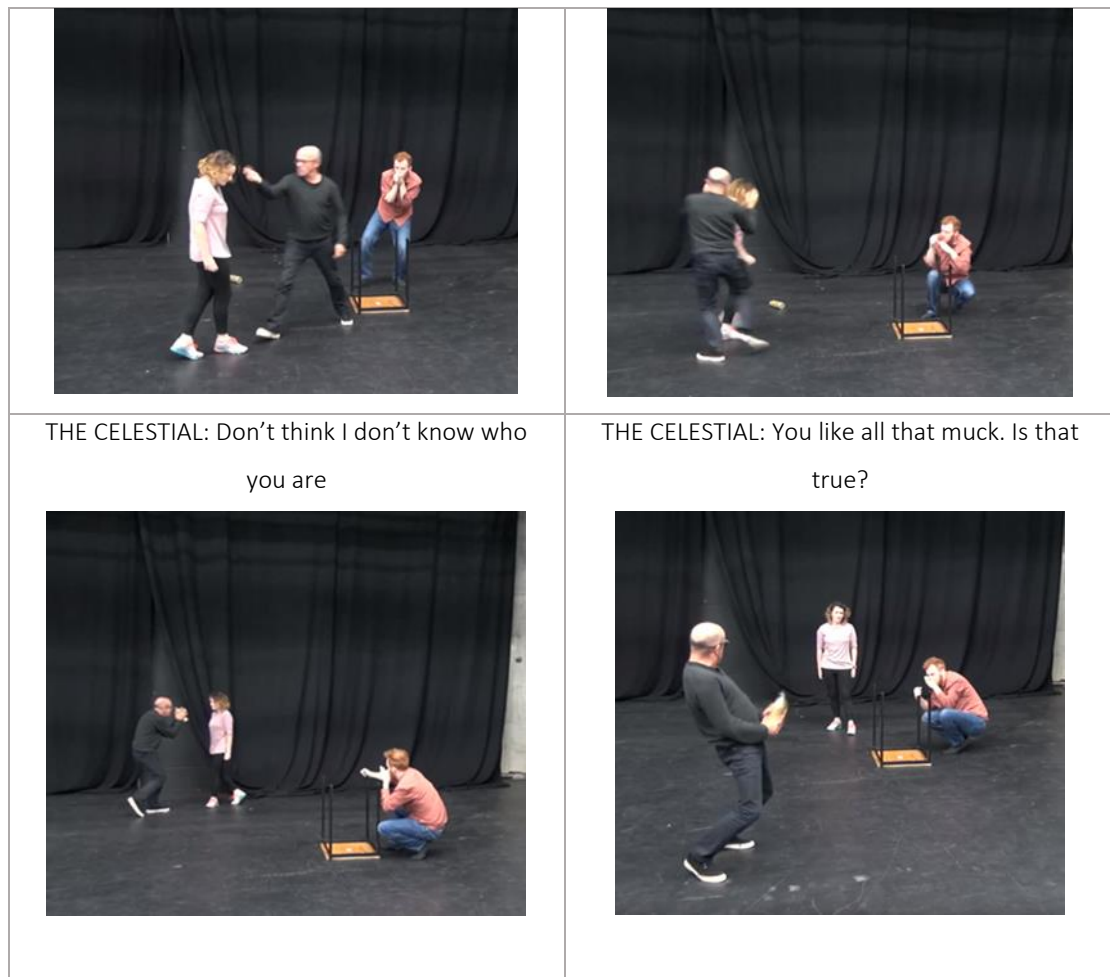 THE CELESTIAL: Don’t think I don’t know who
you are
THE CELESTIAL: You like all that muck. Is that
true?